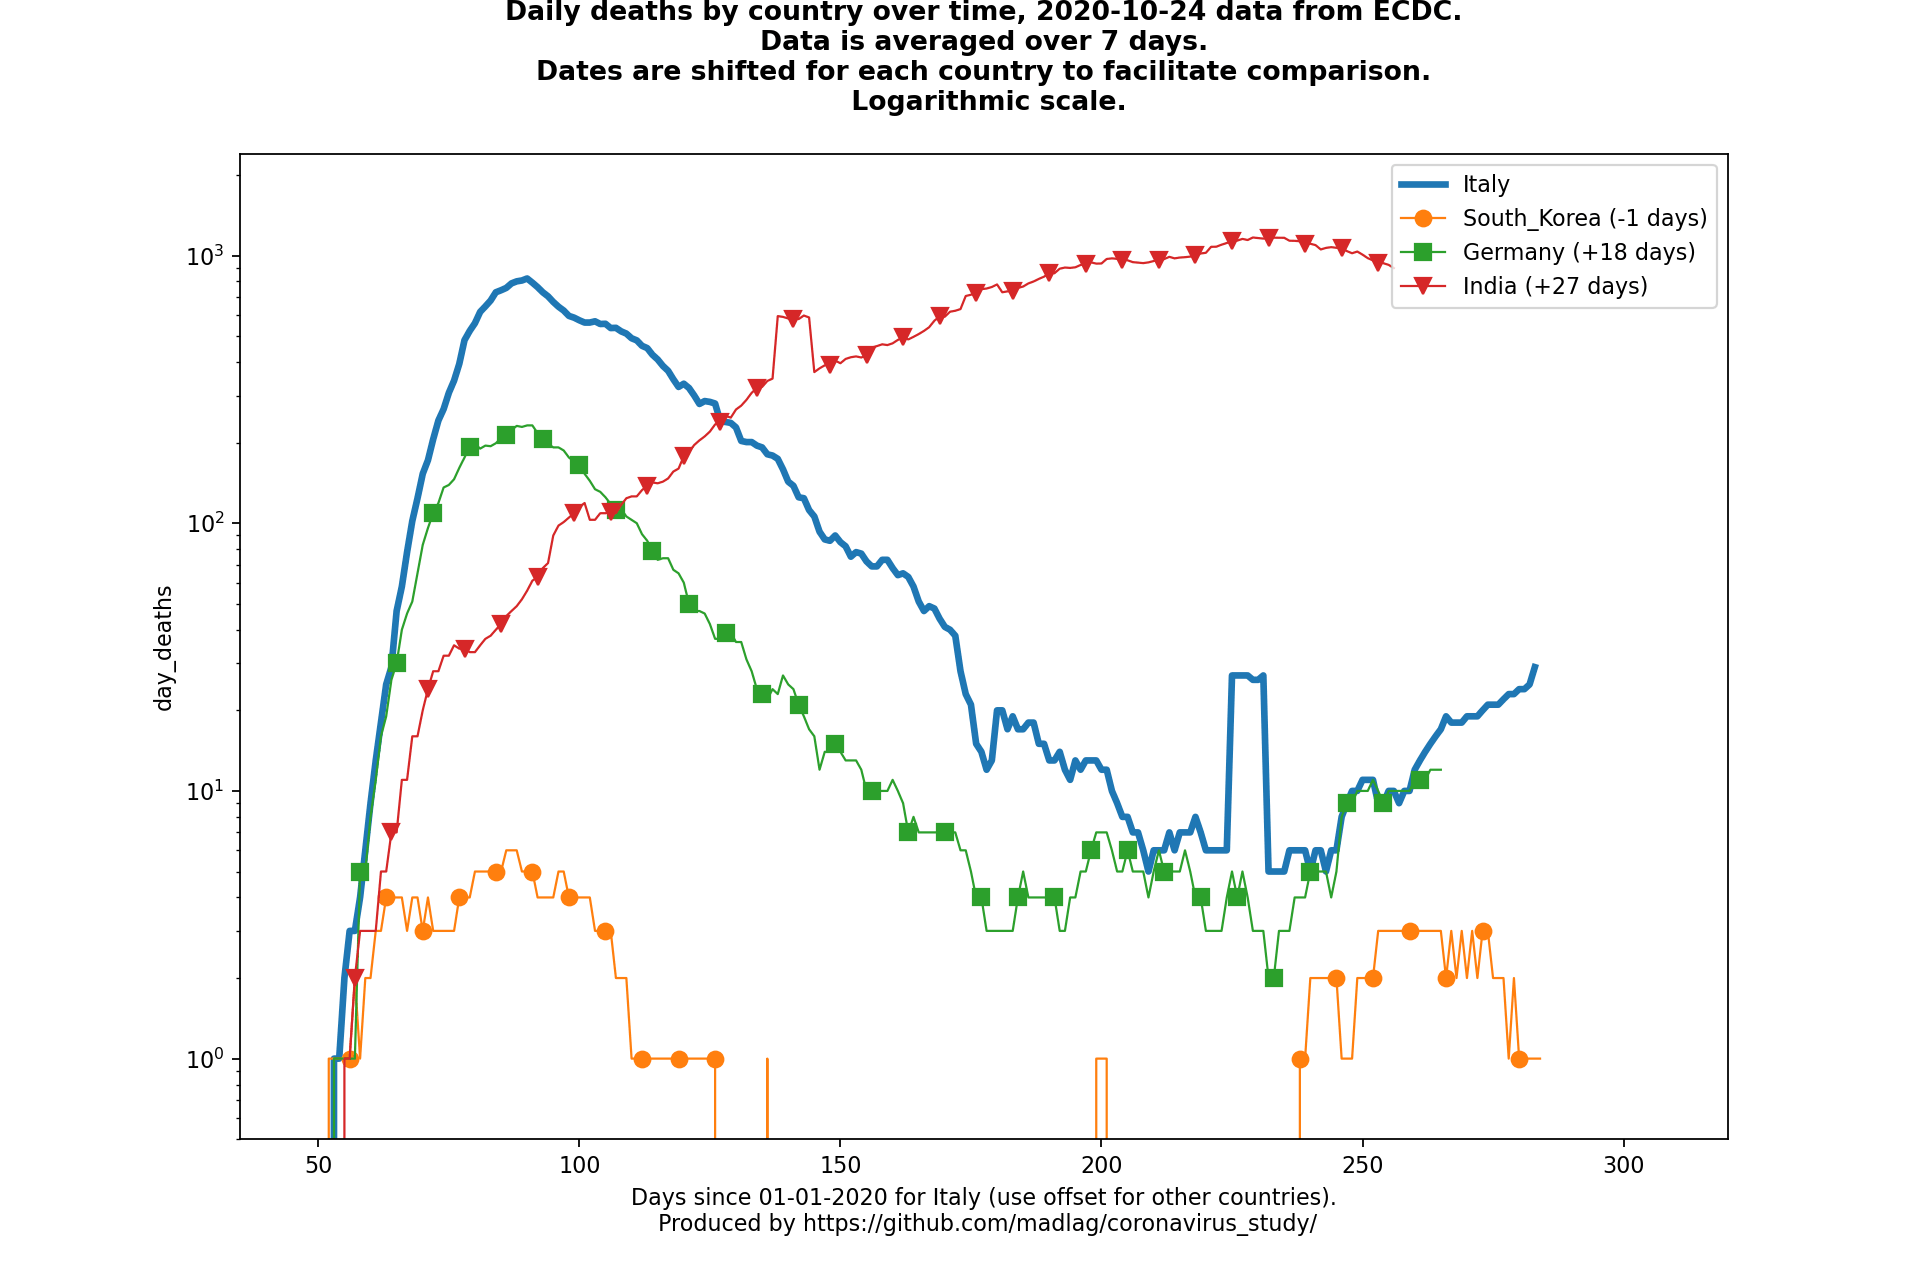 Daily deaths by country over time, 2020-10-24 data from ECDC.
Data is averaged over 7 days.
Dates are shifted for each country to facilitate comparison.
Logarithmic scale.
Italy
South_Korea (-1 days)
Germany (+18 days)
India (+27 days)
10³
10²
10¹
10⁰
day_deaths
50 100 150 200 250 300
Days since 01-01-2020 for Italy (use offset for other countries).
Produced by https://github.com/madlag/coronavirus_study/